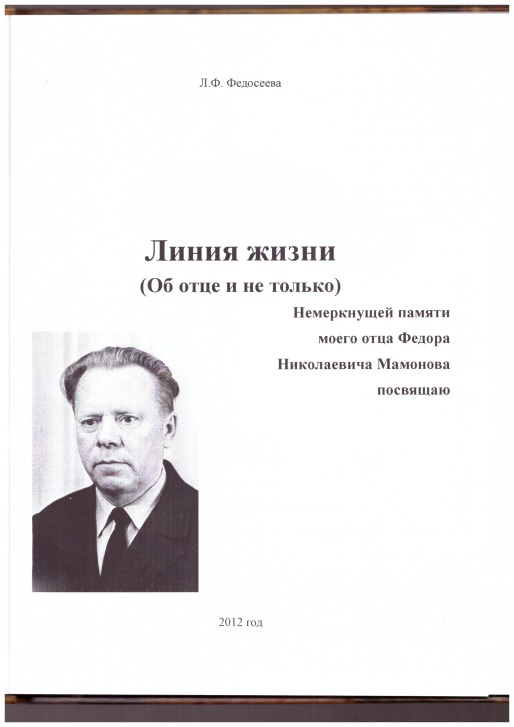 Л.Ф. Федосеева
Линия жизни
(Об отце и не только)
Немеркнущей памяти
моего отца Федора
Николаевича Мамонова
посвящаю
2012 год